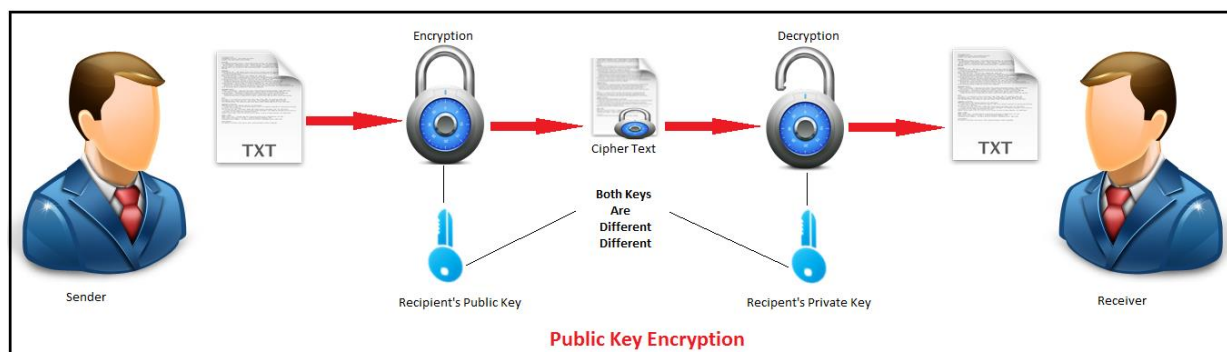 Encryption
Decryption
TXT
TXT
Cipher Text
Both Keys
Are
Different
Different
Sender
Recipient's Public Key
Recipent's Private Key
Receiver
Public Key Encryption